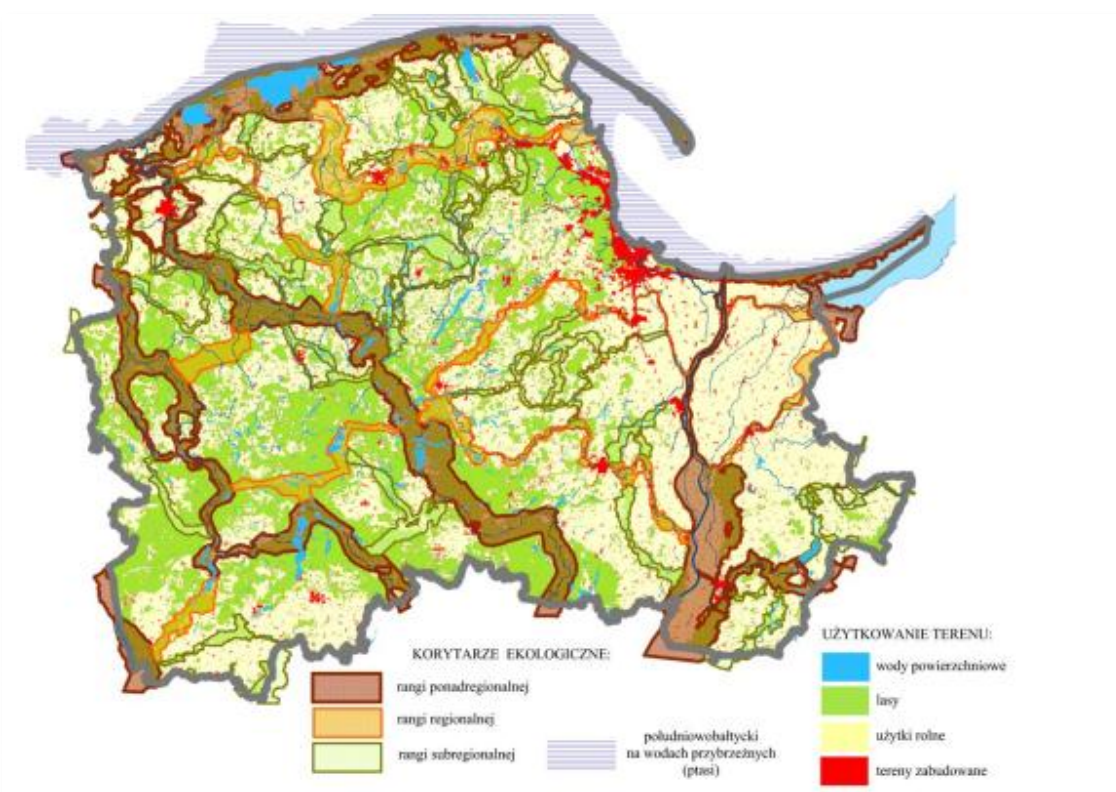 KORYTARZE EKOLOGICZNE:
rangi ponadregionalnej
rangi regionalnej
rangi subregionalnej
południowobałtycki
na wodach przybrzeżnych
(ptasi)
UŻYTKOWANIE TERENU:
wody powierzchniowe
lasy
użytki rolne
tereny zabudowane